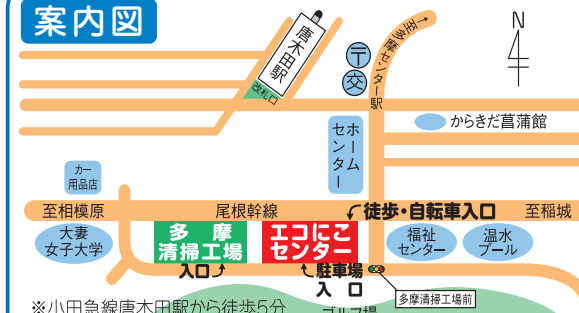 案内図
唐木田駅
改札口
↑至多摩センター駅
〒
交
N
からきだ菖蒲館
ホーム
センター
カー
用品店
至相模原
尾根幹線
徒歩・自転車入口
至稲城
大妻
女子大学
多摩
清掃工場
エコにこ
センター
福祉
センター
温水
プール
入口
駐車場
入口
多摩清掃工場前
※小田急線唐木田駅から徒歩5分
ゴルフ場